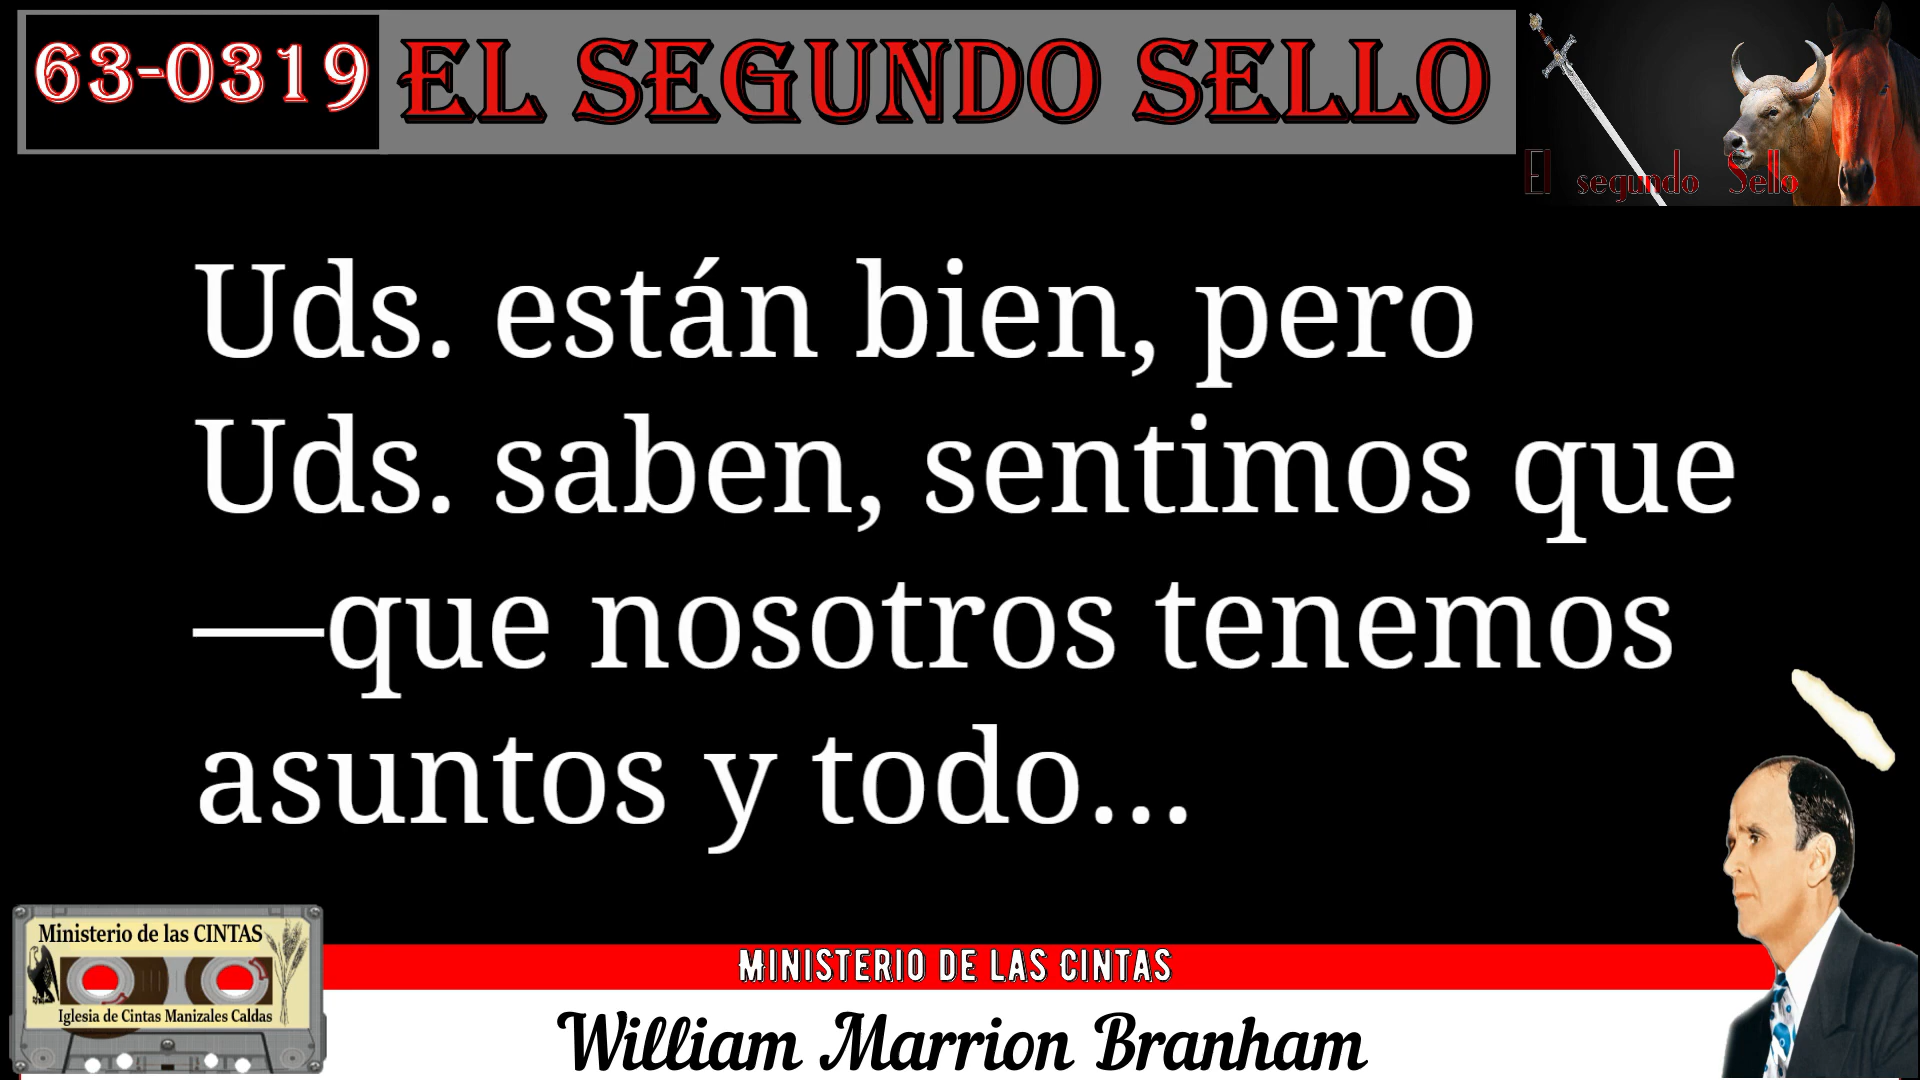 63-0319 EL SEGUNDO SELLO
El segundo Sello
Uds. están bien, pero
Uds. saben, sentimos que
—que nosotros tenemos
asuntos y todo...
Ministerio de las CINTAS
Iglesia de Cintas Manizales Caldas
MINISTERIO DE LAS CINTAS
William Marrion Branham